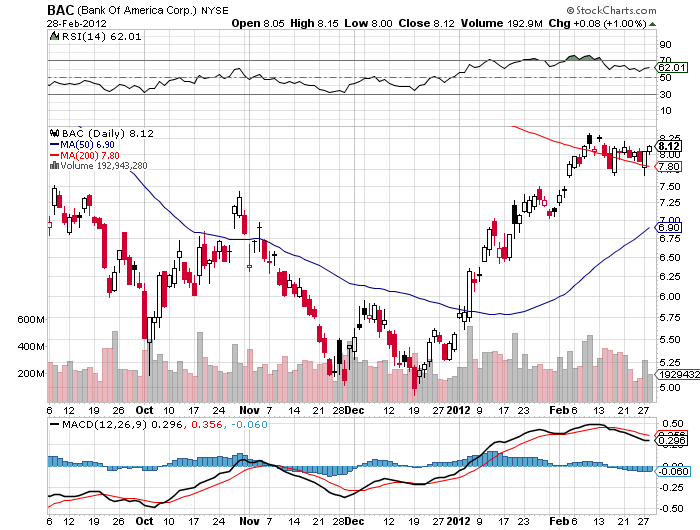 BAC (Bank Of America Corp.) NYSE © StockCharts.com
28-Feb-2012 Open 8.05 High 8.15 Low 8.00 Close 8.12 Volume 192.9M Chg +0.08 (+1.00%)
RSI(14) 62.01
90
70
62.01
50
30
10
BAC (Daily) 8.12
MA(50) 6.90
MA(200) 7.80
Volume 192,943,280
8.25
8.12
8.00
7.80
7.75
7.50
7.25
7.00
6.90
6.75
6.50
6.25
6.00
600M 5.75
5.50
400M
5.25
200M 1929432
5.00
6 12 19 26 Oct 10 17 24 Nov 7 14 21 28 Dec 12 19 27 2012 9 17 23 Feb 6 13 21 27
MACD(12,26,9) 0.296, 0.356, -0.060
0.50
0.356
0.296
0.25
0.00
-0.060
-0.25
-0.50
6 12 19 26 Oct 10 17 24 Nov 7 14 21 28 Dec 12 19 27 2012 9 17 23 Feb 6 13 21 27